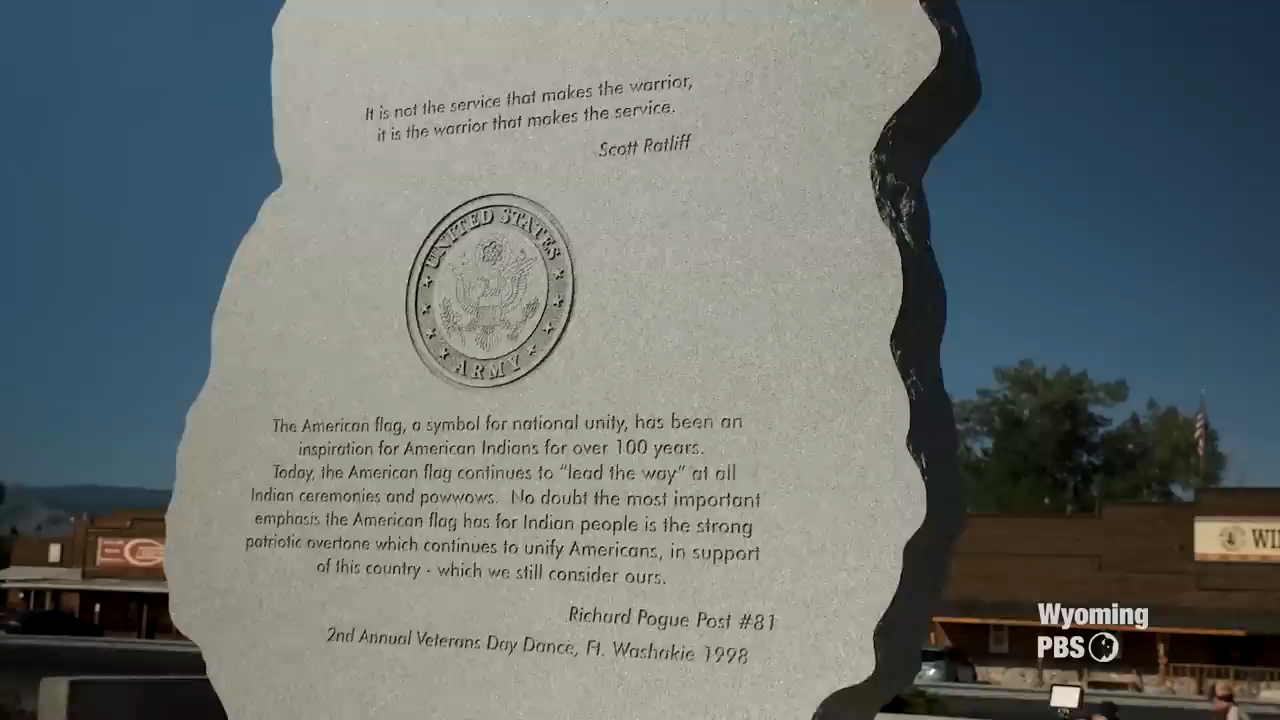 It is not the service that makes the warrior,
it is the warrior that makes the service.
Scott Ratliff
UNITED STATES
ARMY
The American flag, a symbol for national unity, has been an
inspiration for American Indians for over 100 years.
Today, the American flag continues to “lead the way” at all
Indian ceremonies and powwows. No doubt the most important
emphasis the American flag has for Indian people is the strong
patriotic overtone which continues to unify Americans, in support
of this country - which we still consider ours.
Richard Pogue Post #81
2nd Annual Veterans Day Dance, Ft. Washakie 1998
WI
Wyoming
PBS